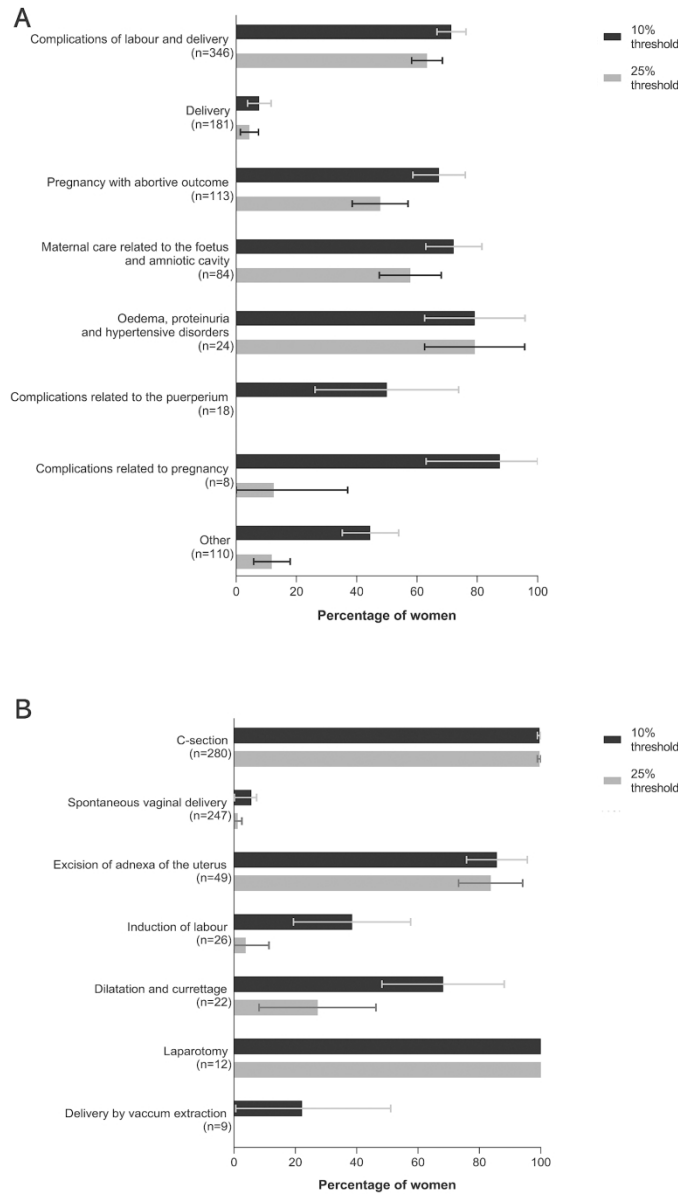 A
Complications of labour and delivery
(n=346)
Delivery
(n=181)
Pregnancy with abortive outcome
(n=113)
Maternal care related to the foetus
and amniotic cavity
(n=84)
Oedema, proteinuria
and hypertensive disorders
(n=24)
Complications related to the puerperium
(n=18)
Complications related to pregnancy
(n=8)
Other
(n=110)
0 20 40 60 80 100
Percentage of women
10%
threshold
25%
threshold
B
C-section
(n=280)
Spontaneous vaginal delivery
(n=247)
Excision of adnexa of the uterus
(n=49)
Induction of labour
(n=26)
Dilatation and currettage
(n=22)
Laparotomy
(n=12)
Delivery by vaccum extraction
(n=9)
0 20 40 60 80 100
Percentage of women
10%
threshold
25%
threshold